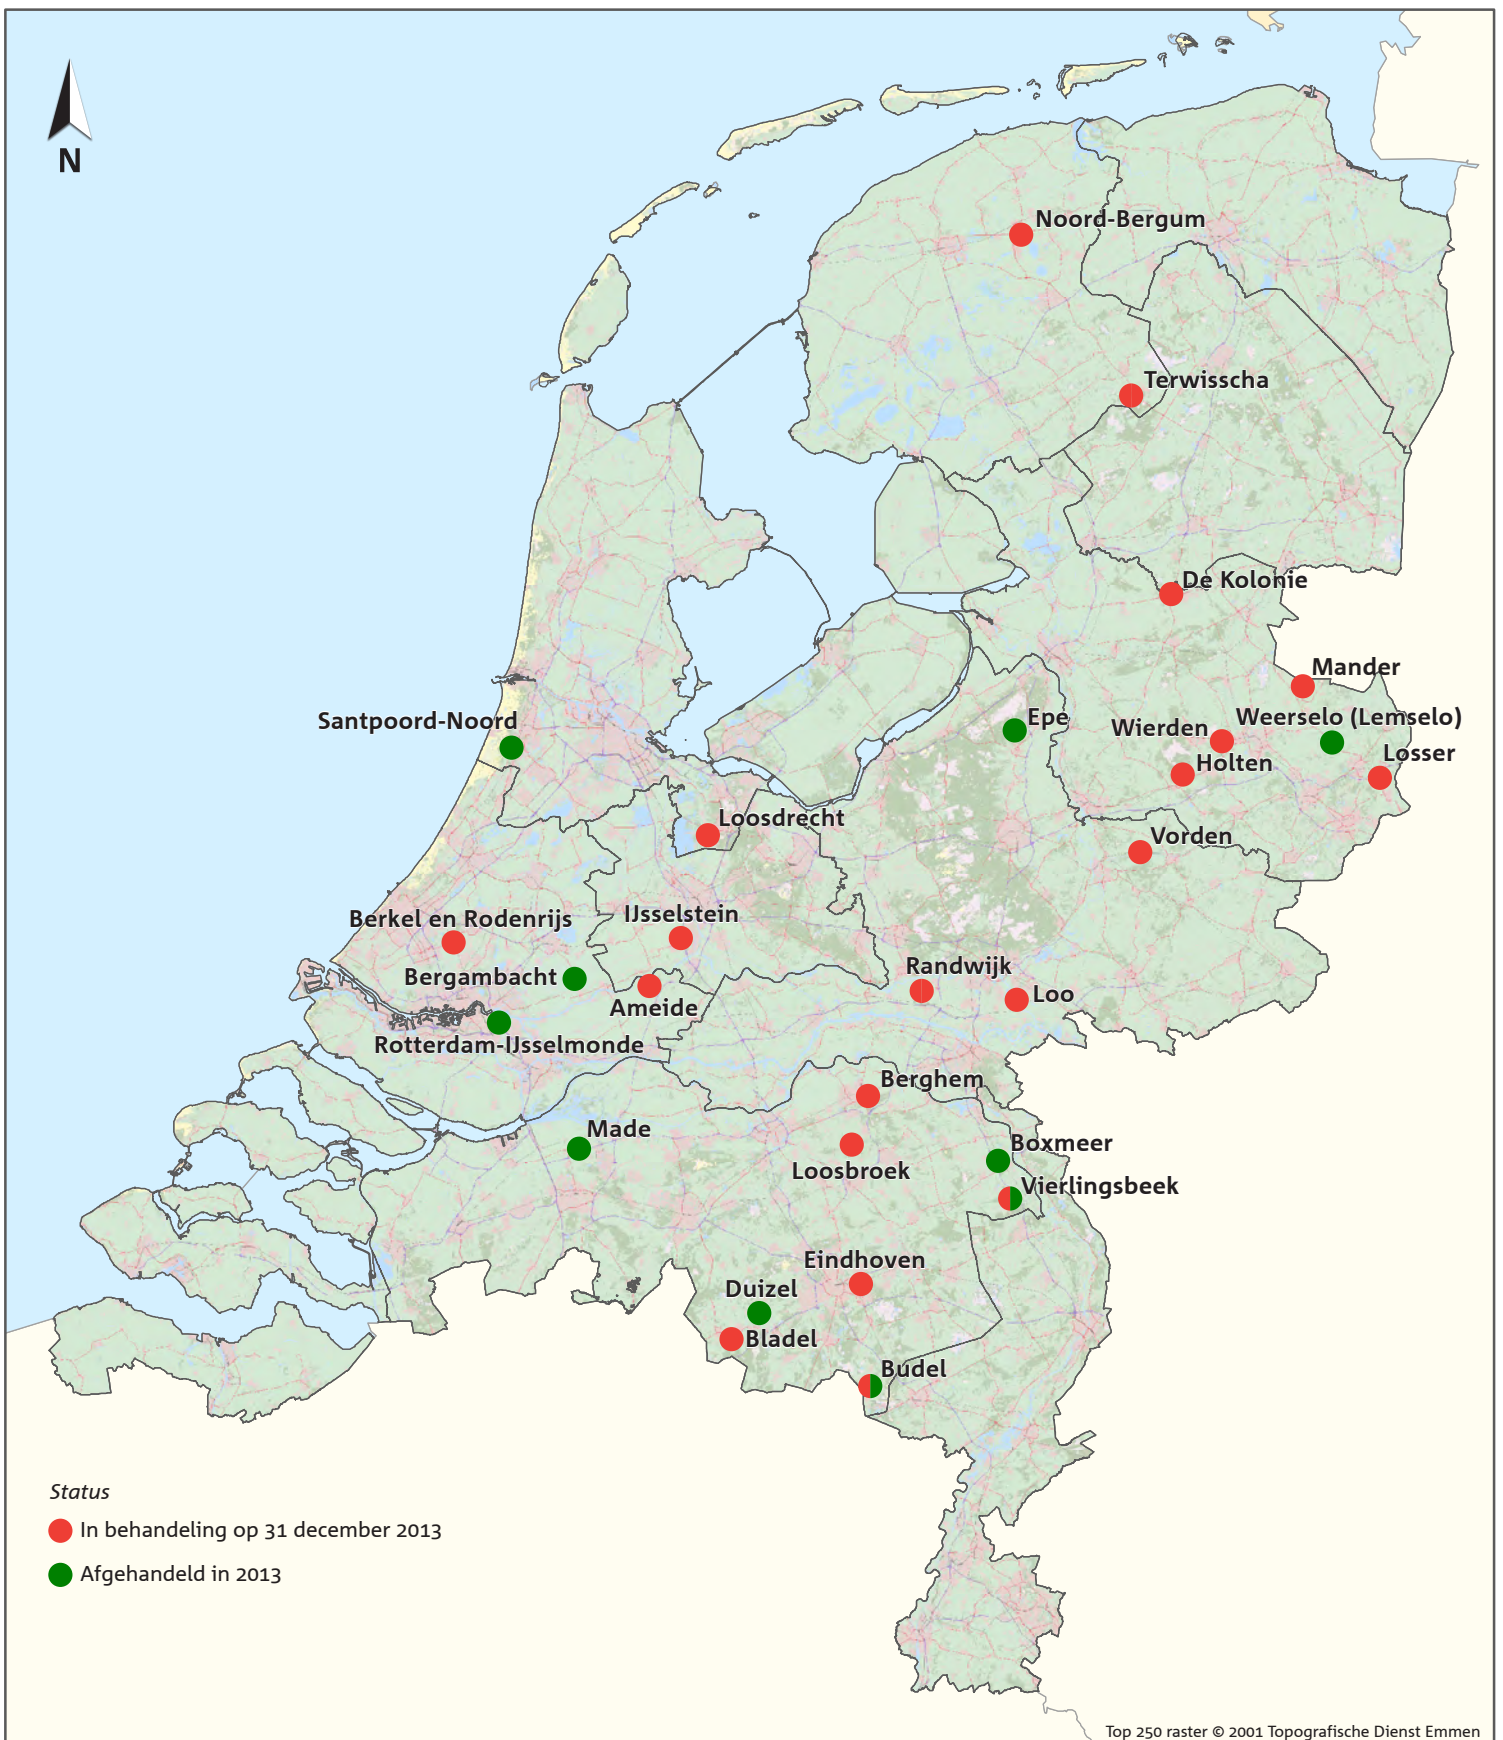 N
Noord-Bergum
Terwisscha
De Kolonie
Mander
Santpoord-Noord
Epe
Weerselo (Lemselo)
Wierden
Losser
Holten
Loosdrecht
Vorden
Berkel en Rodenrijs
IJsselstein
Bergambacht
Randwijk
Loo
Ameide
Rotterdam-IJsselmonde
Berghem
Made
Boxmeer
Loosbroek
Vierlingsbeek
Eindhoven
Duizel
Bladel
Budel
Status
In behandeling op 31 december 2013
Afgehandeld in 2013
Top 250 raster © 2001 Topografische Dienst Emmen